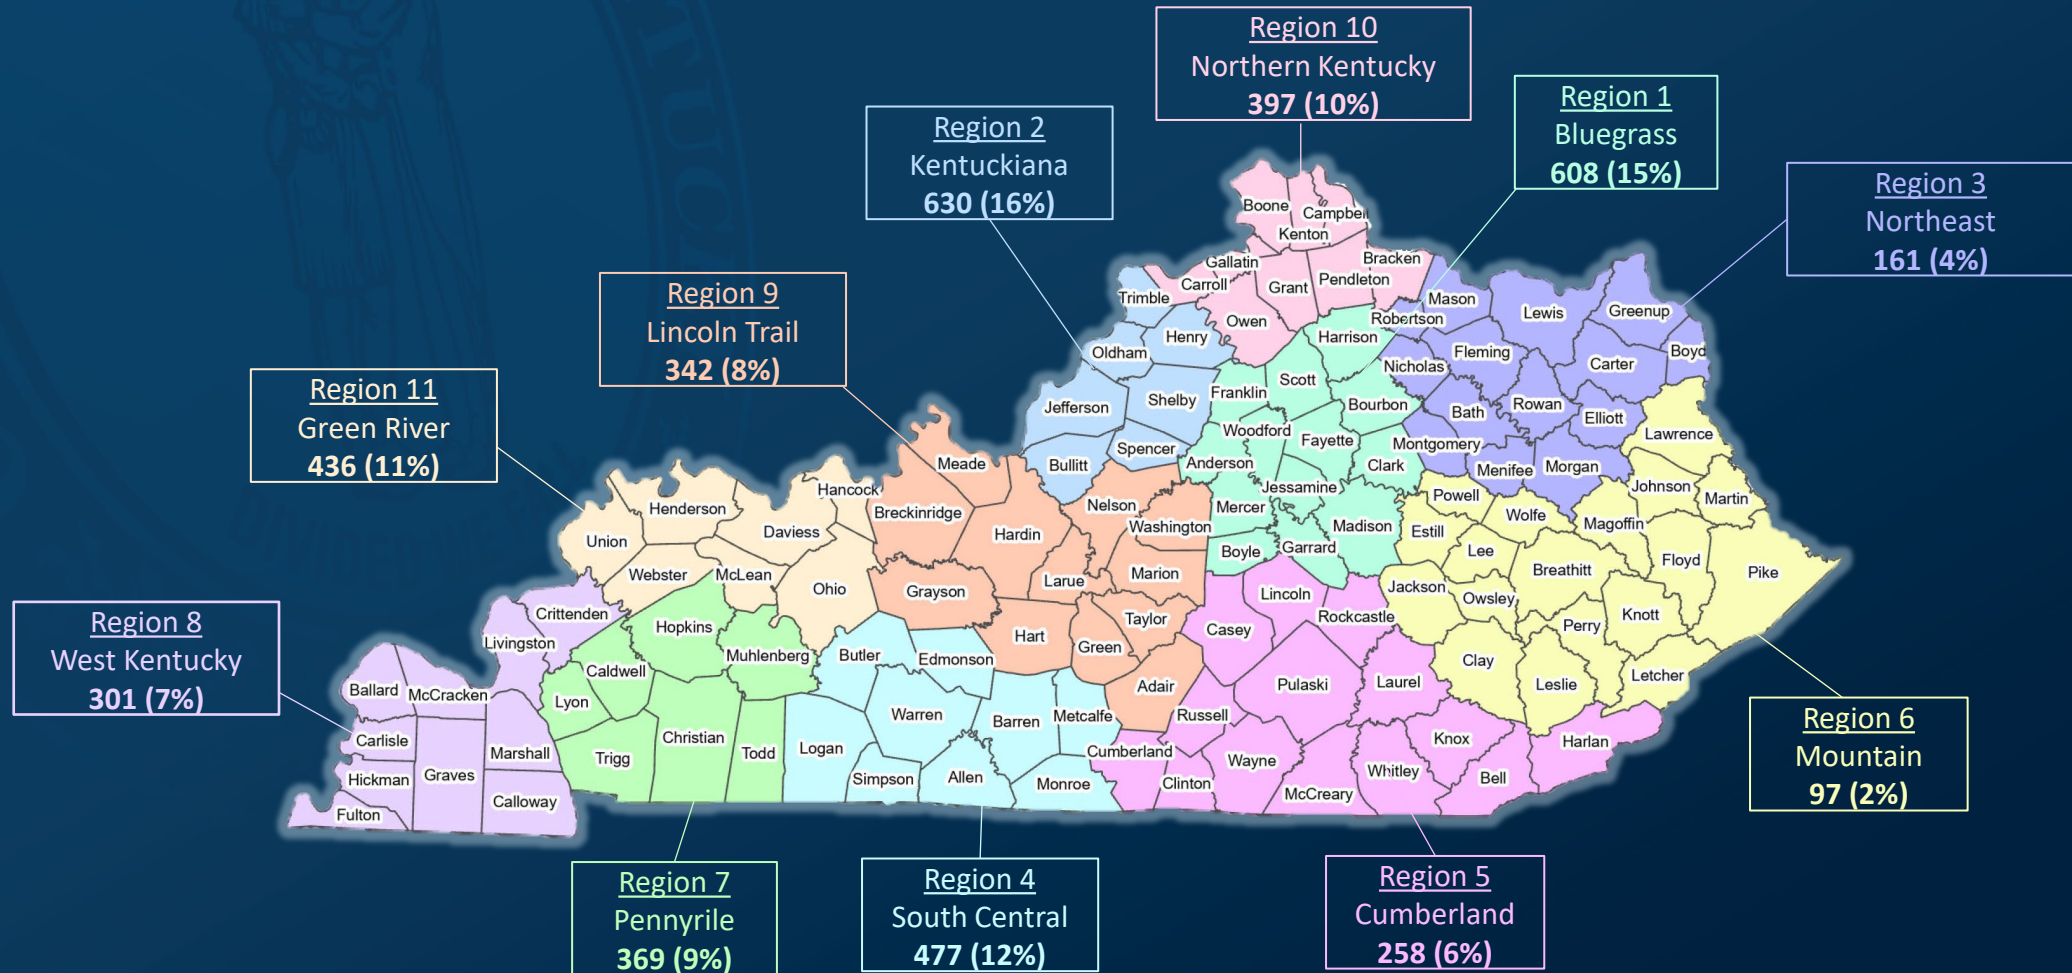 Region 10
Northern Kentucky
397 (10%)
Region 1
Bluegrass
608 (15%)
Region 2
Kentuckiana
630 (16%)
Region 3
Northeast
161 (4%)
Region 9
Lincoln Trail
342 (8%)
Region 11
Green River
436 (11%)
Region 8
West Kentucky
301 (7%)
Region 6
Mountain
97 (2%)
Region 7
Pennyrile
369 (9%)
Region 4
South Central
477 (12%)
Region 5
Cumberland
258 (6%)
Boone
Campbel
Kenton
Gallatin
Carroll
Grant
Pendleton
Bracken
Owen
Trimble
Henry
Oldham
Jefferson
Shelby
Spencer
Bullitt
Harrison
Scott
Franklin
Bourbon
Woodford
Fayette
Anderson
Clark
Jessamine
Mercer
Madison
Boyle
Garrard
Mason
Robertson
Lewis
Greenup
Nicholas
Fleming
Carter
Boyd
Bath
Rowan
Elliott
Montgomery
Menifee
Morgan
Lawrence
Johnson
Martin
Powell
Wolfe
Magoffin
Estill
Lee
Breathitt
Floyd
Pike
Jackson
Owsley
Perry
Knott
Clay
Leslie
Letcher
Meade
Breckinridge
Hardin
Nelson
Washington
Larue
Marion
Grayson
Hart
Green
Taylor
Adair
Hancock
Henderson
Daviess
Union
Webster
McLean
Ohio
Crittenden
Livingston
Ballard
McCracken
Carlisle
Hickman
Graves
Marshall
Fulton
Calloway
Hopkins
Muhlenberg
Caldwell
Lyon
Trigg
Christian
Todd
Butler
Edmonson
Warren
Logan
Simpson
Allen
Barren
Metcalfe
Monroe
Lincoln
Rockcastle
Casey
Pulaski
Laurel
Russell
Cumberland
Clinton
Wayne
McCreary
Whitley
Knox
Bell
Harlan